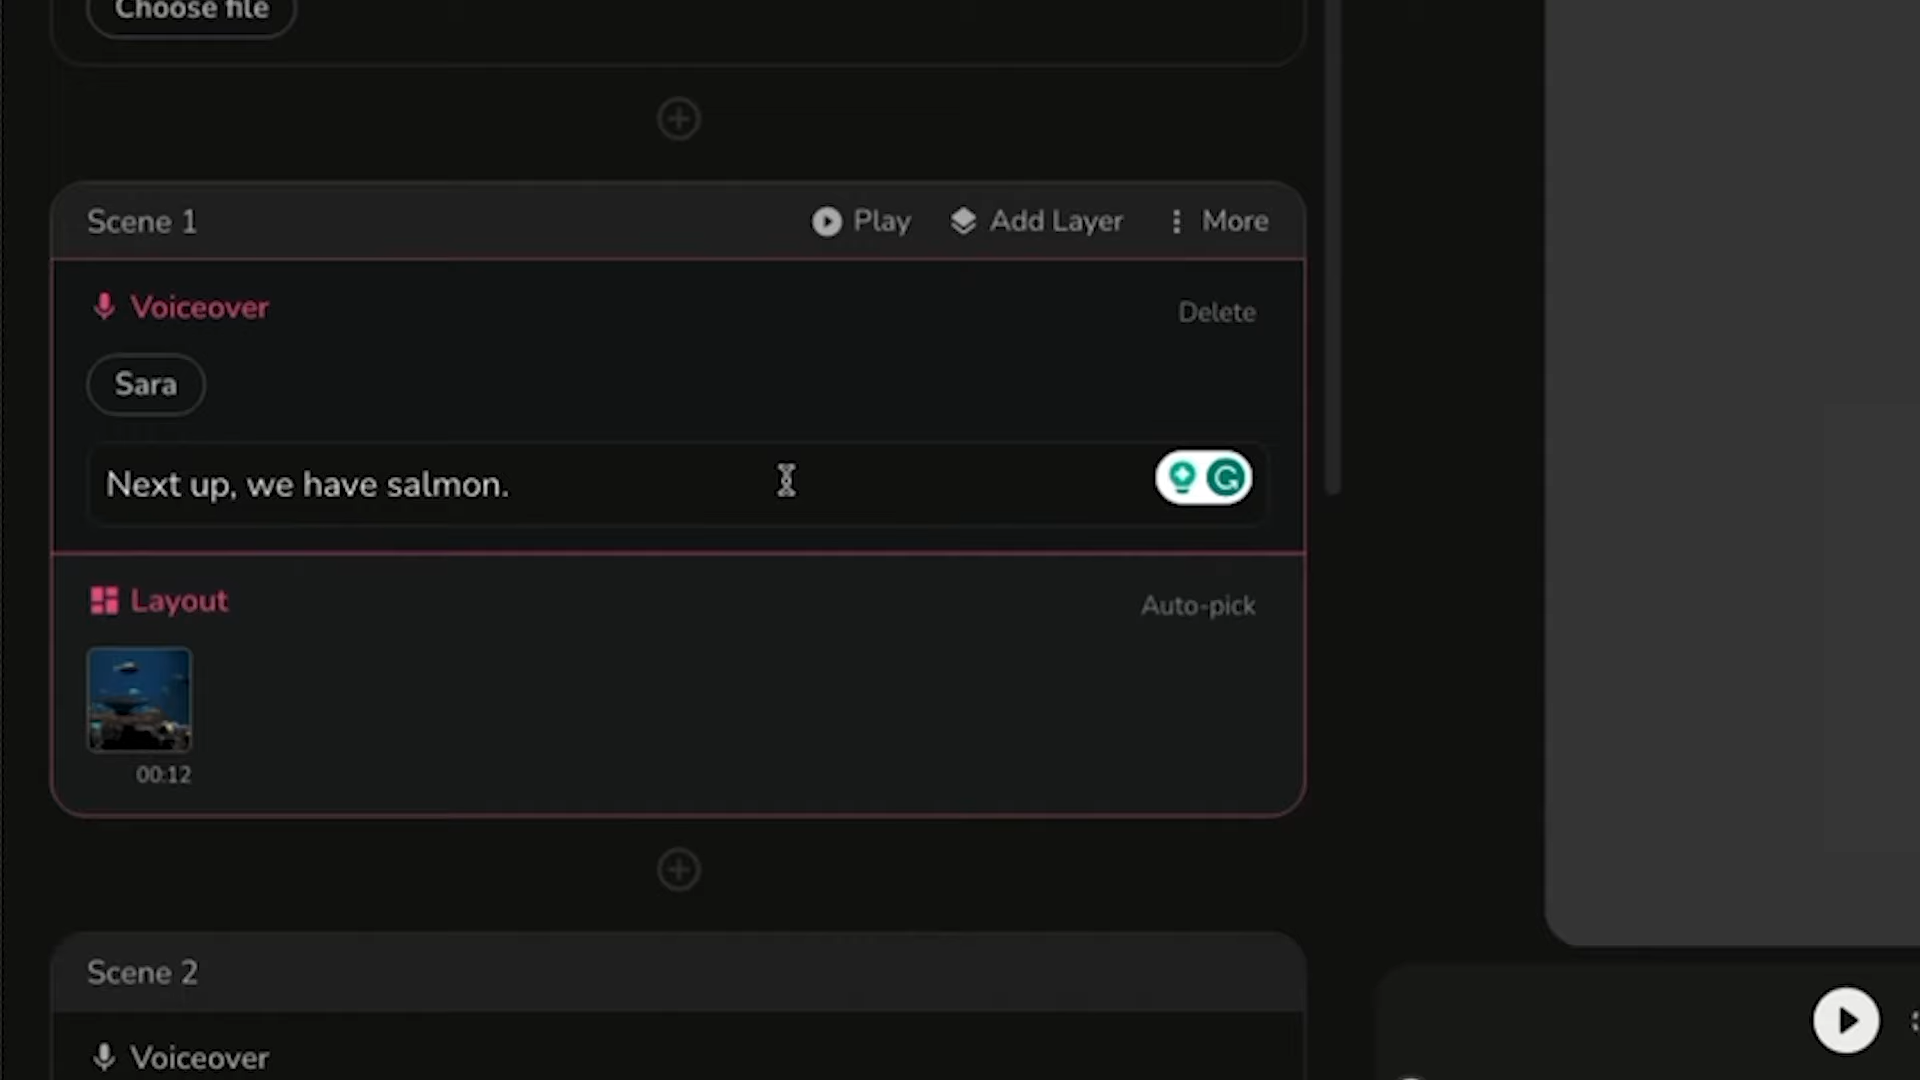 Choose file
Scene 1
Play
Add Layer
More
Voiceover
Delete
Sara
Next up, we have salmon.
Layout
Auto-pick
00:12
Scene 2
Voiceover